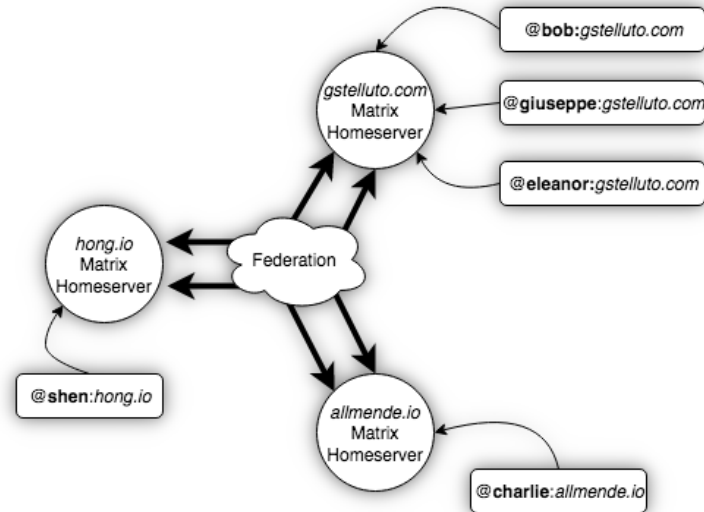 @bob:gstelluto.com
gstelluto.com
Matrix
Homeserver
@giuseppe:gstelluto.com
@eleanor:gstelluto.com
hong.io
Matrix
Homeserver
Federation
@shen:hong.io
allmende.io
Matrix
Homeserver
@charlie:allmende.io